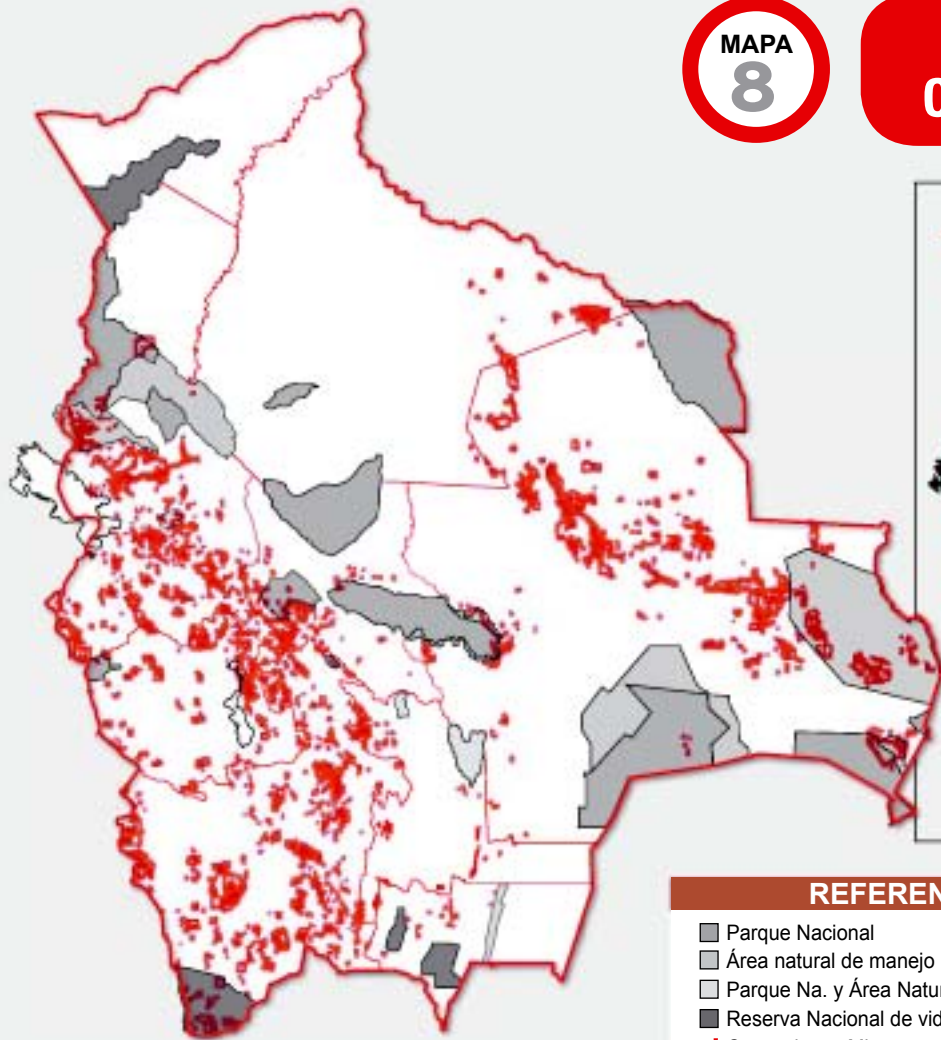 MAPA
8
REFEREN
Parque Nacional
Área natural de manejo
Parque Na. y Área Natur
Reserva Nacional de vid